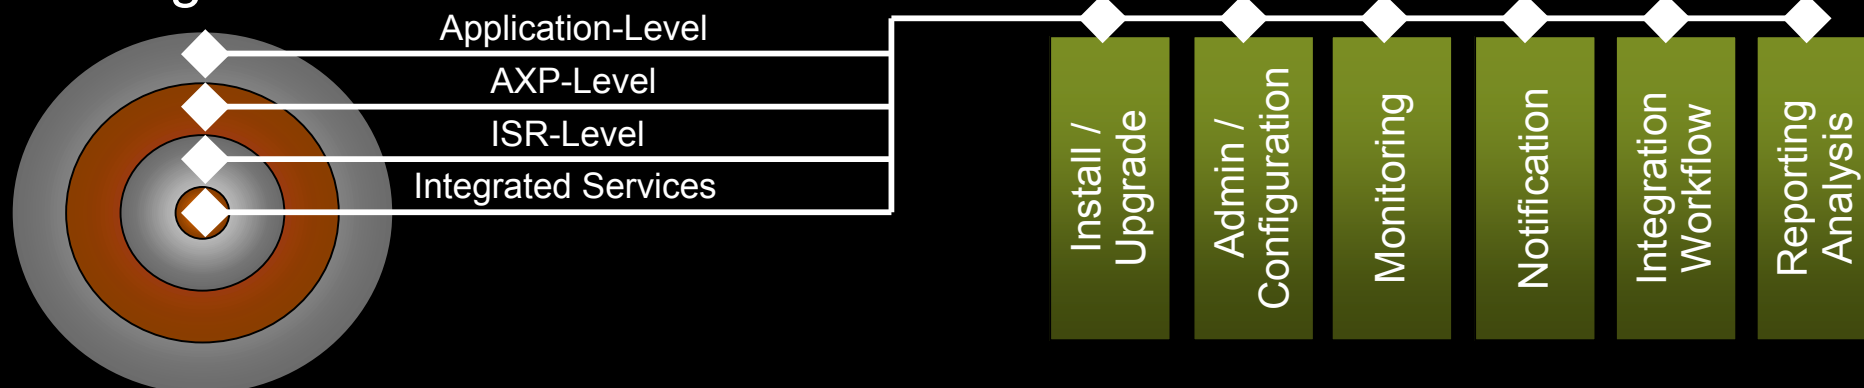 Application-Level
AXP-Level
ISR-Level
Integrated Services
Install /
Upgrade
Admin /
Configuration
Monitoring
Notification
Integration
Workflow
Reporting
Analysis